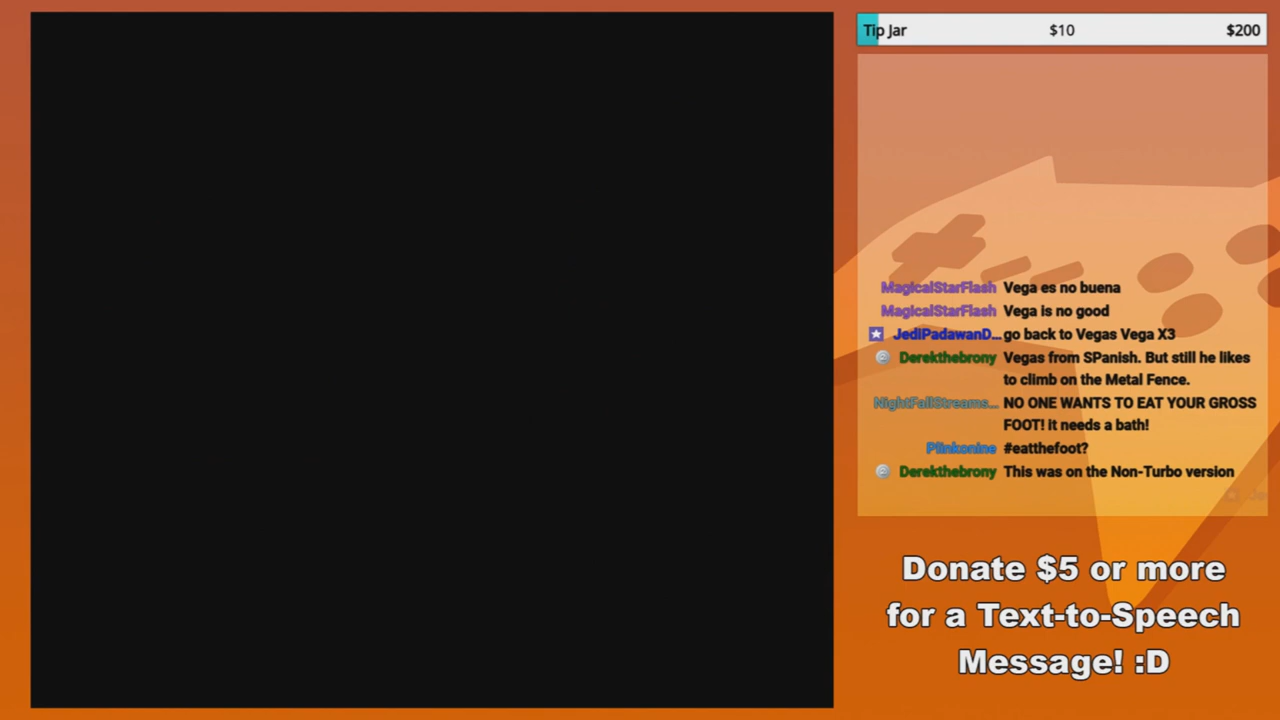 Tip Jar $10 $200
MagicalStarFlash Vega es no buena
MagicalStarFlash Vega is no good
JediPadawanD... go back to Vegas Vega X3
Derekthebrony Vegas from SPanish. But still he likes
to climb on the Metal Fence.
NightFallStreams... NO ONE WANTS TO EAT YOUR GROSS
FOOT! it needs a bath!
Plinkonine #eatthefoot?
Derekthebrony This was on the Non-Turbo version
Donate $5 or more
for a Text-to-Speech
Message! :D